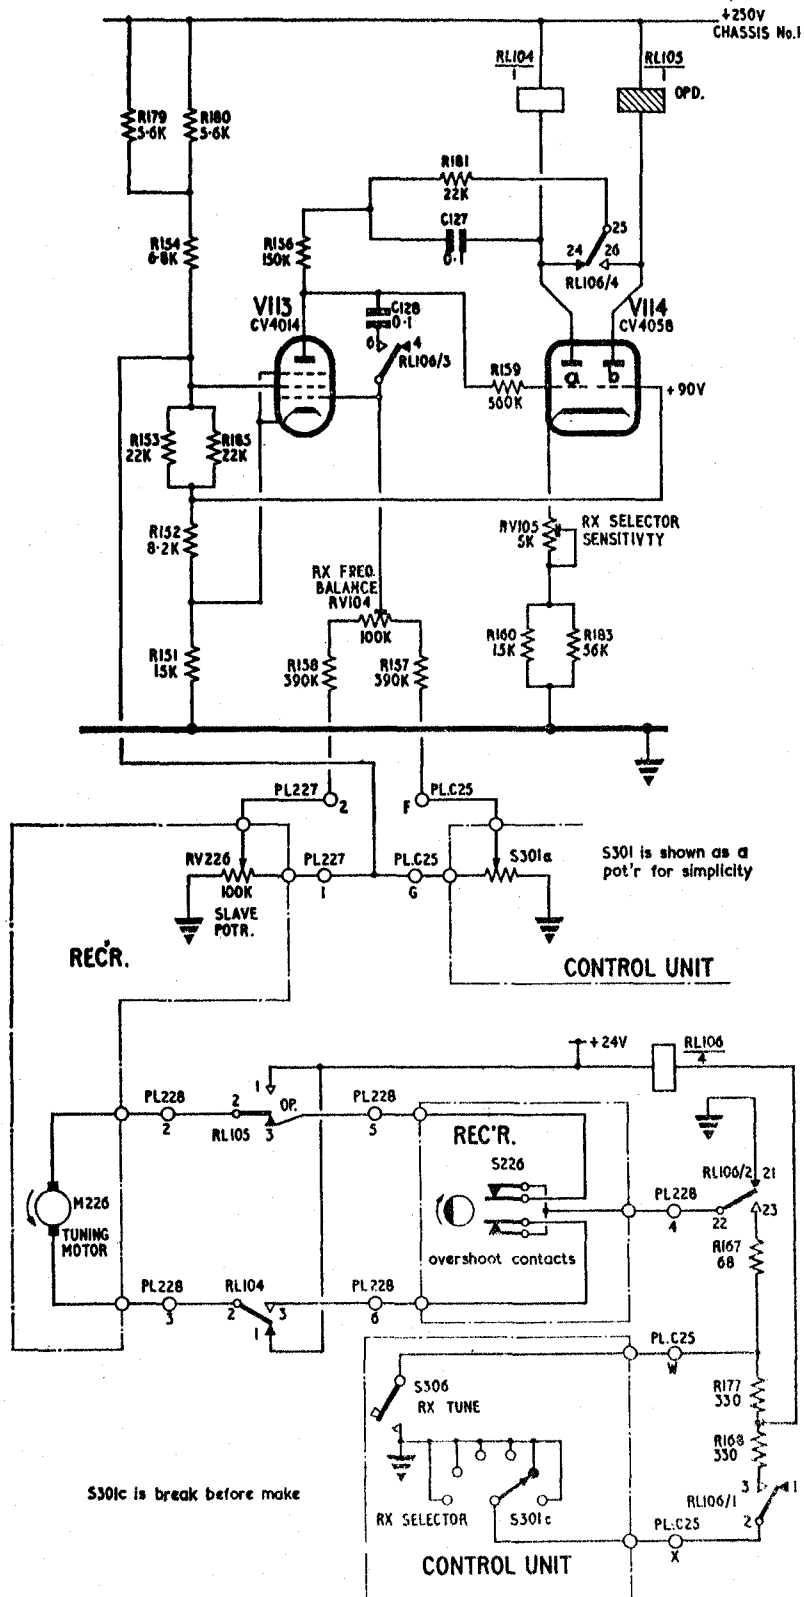 +250V
CHASSIS No.
RL104
1
RL105
1
OPD.
R179
5.6K
R180
5.6K
R181
22K
C127
0.1
25
24
26
RL106/4
R154
6.8K
R156
150K
V113
CV4014
C128
0.1
6
4
RL106/3
V114
CV4058
a
b
R159
560K
+90V
R153
22K
R185
22K
R152
8.2K
RV105
5K
RX SELECTOR
SENSITIVTY
RX FREQ.
BALANCE
RV104
100K
R151
15K
R158
390K
R157
390K
R160
15K
R183
56K
PL227
2
PL.C25
F
RV226
100K
SLAVE
POTR.
PL227
1
PL.C25
G
S301a
S301 is shown as a
pot'r for simplicity
REC'R.
CONTROL UNIT
+24V
RL106
4
PL228
2
1
2
OP.
3
RL105
PL228
5
REC'R.
S226
overshoot contacts
M226
TUNING
MOTOR
PL228
4
RL106/2
21
22
23
R167
68
PL228
3
RL104
2
3
1
PL228
6
PL.C25
W
S306
RX TUNE
R177
330
R168
330
3
1
RL106/1
2
S301c is break before make
RX SELECTOR
S301c
PL.C25
X
CONTROL UNIT